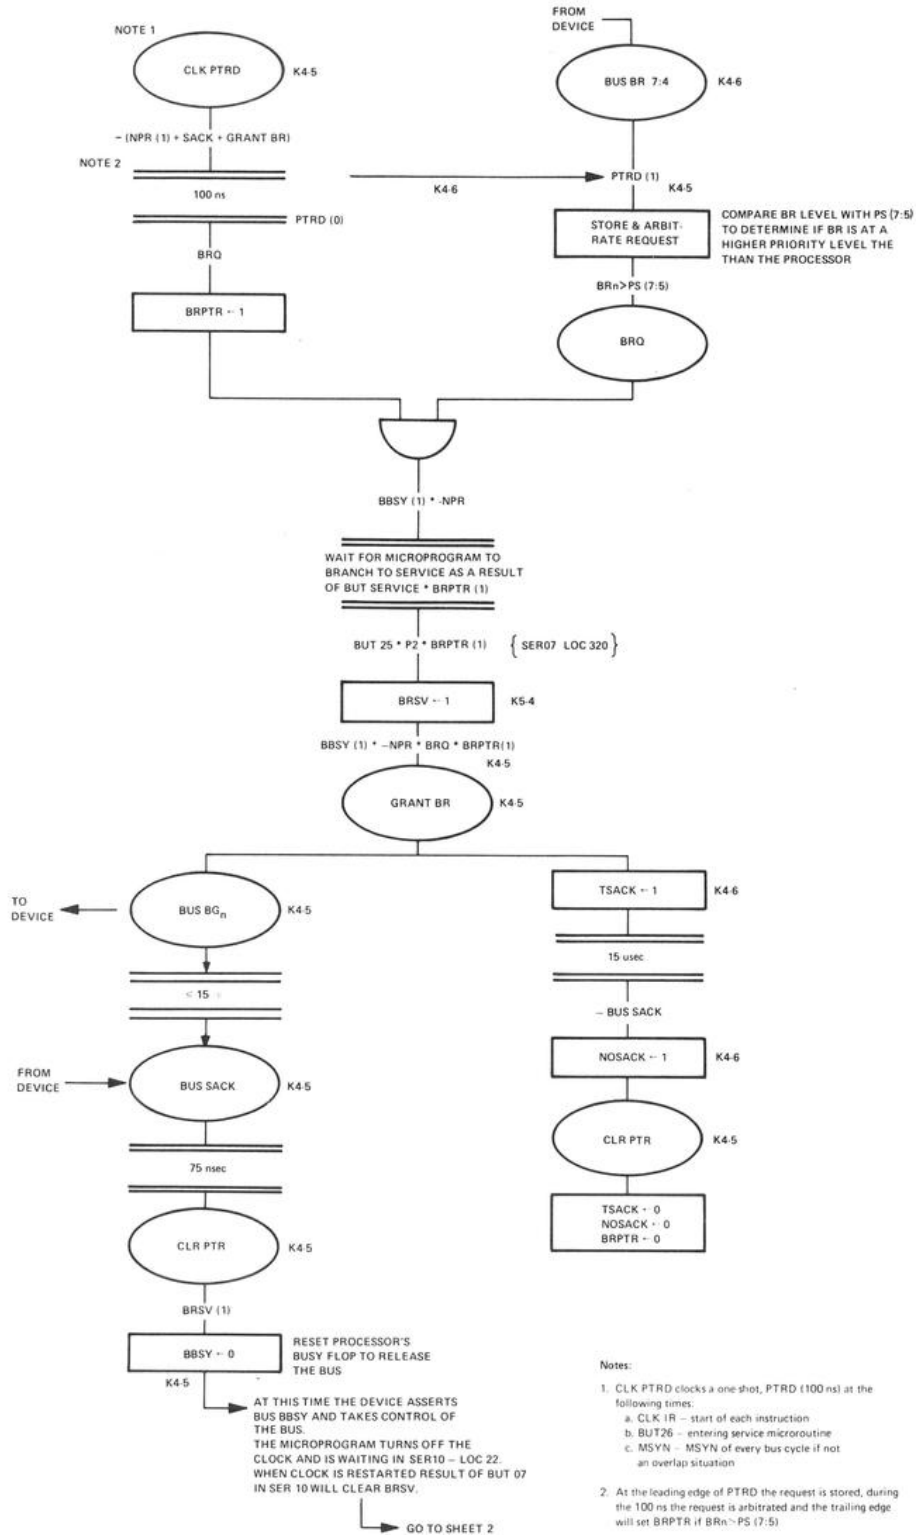 NOTE 1
CLK PTRD
K4-5
FROM
DEVICE
BUS BR 7:4
K4-6
- (NPR (1) + SACK + GRANT BR)
NOTE 2
100 ns
K4-6
PTRD (1)
K4-5
PTRD (0)
BRQ
BRPTR ← 1
STORE & ARBIT-
RATE REQUEST
COMPARE BR LEVEL WITH PS (7:5)
TO DETERMINE IF BR IS AT A
HIGHER PRIORITY LEVEL THE
THAN THE PROCESSOR
BRn>PS (7:5)
BRQ
BBSY (1) * -NPR
WAIT FOR MICROPROGRAM TO
BRANCH TO SERVICE AS A RESULT
OF BUT SERVICE * BRPTR (1)
BUT 25 * P2 * BRPTR (1)
{ SER07 LOC 320 }
BRSV ← 1
K5-4
BBSY (1) * -NPR * BRQ * BRPTR(1)
K4-5
GRANT BR
K4-5
TO
DEVICE
BUS BGn
K4-5
< 15
FROM
DEVICE
BUS SACK
K4-5
75 nsec
CLR PTR
K4-5
BRSV (1)
BBSY ← 0
K4-5
RESET PROCESSOR'S
BUSY FLOP TO RELEASE
THE BUS
AT THIS TIME THE DEVICE ASSERTS
BUS BBSY AND TAKES CONTROL OF
THE BUS.
THE MICROPROGRAM TURNS OFF THE
CLOCK AND IS WAITING IN SER10 - LOC 22.
WHEN CLOCK IS RESTARTED RESULT OF BUT 07
IN SER 10 WILL CLEAR BRSV.
GO TO SHEET 2
TSACK ← 1
K4-6
15 usec
- BUS SACK
NOSACK ← 1
K4-6
CLR PTR
K4-5
TSACK ← 0
NOSACK ← 0
BRPTR ← 0
Notes:
1. CLK PTRD clocks a one-shot, PTRD (100 ns) at the
following times:
a. CLK IR - start of each instruction
b. BUT26 - entering service microroutine
c. MSYN - MSYN of every bus cycle if not
an overlap situation
2. At the leading edge of PTRD the request is stored, during
the 100 ns the request is arbitrated and the trailing edge
will set BRPTR if BRn>PS (7:5)